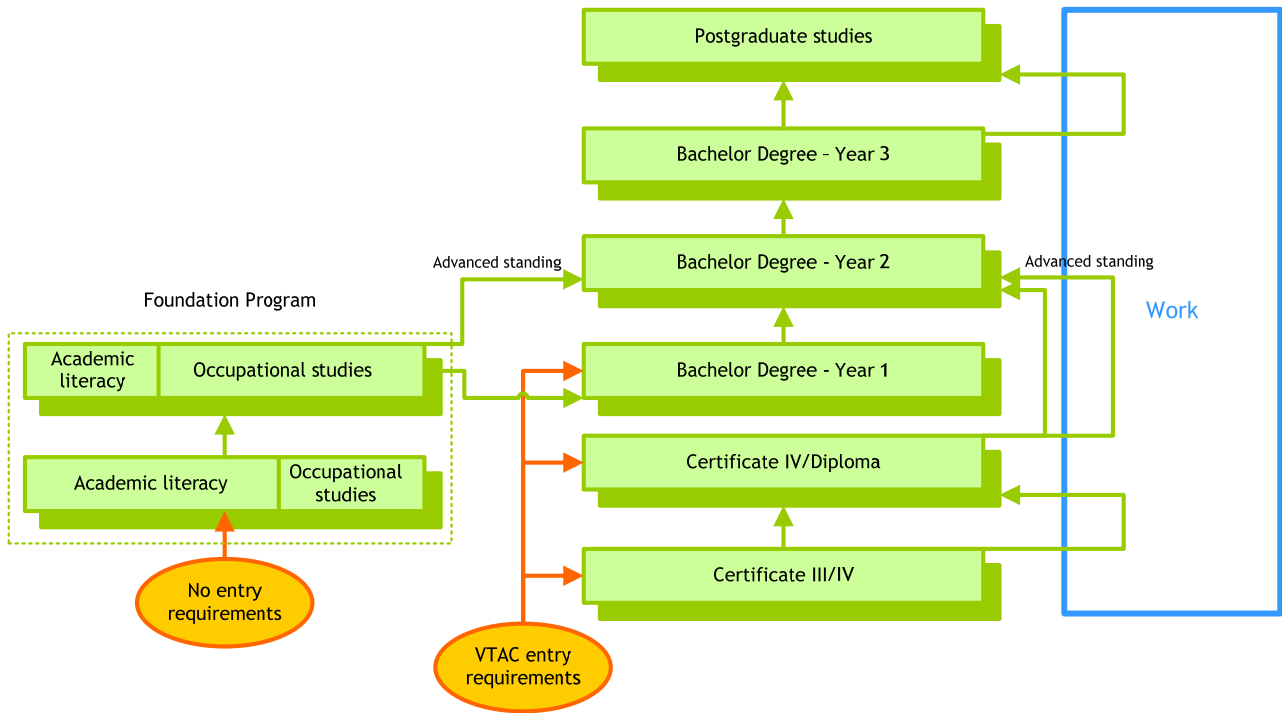 Postgraduate studies
Bachelor Degree – Year 3
Bachelor Degree - Year 2
Advanced standing
Advanced standing
Work
Foundation Program
Academic
literacy
Occupational studies
Bachelor Degree - Year 1
Academic literacy
Occupational
studies
Certificate IV/Diploma
No entry
requirements
Certificate III/IV
VTAC entry
requirements